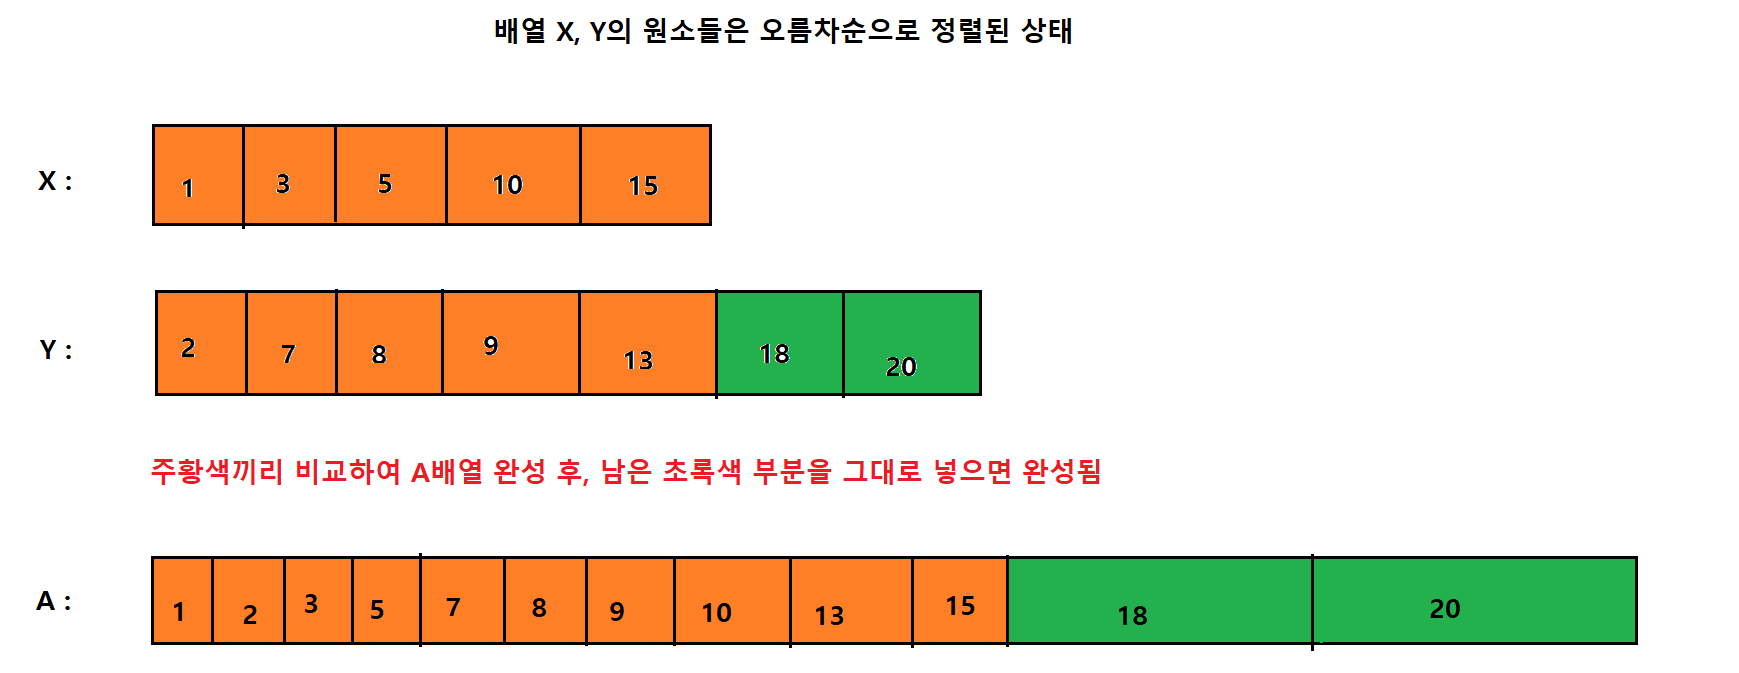 배열 X, Y의 원소들은 오름차순으로 정렬된 상태
X : 1 3 5 10 15
Y : 2 7 8 9 13 18 20
주황색끼리 비교하여 A배열 완성 후, 남은 초록색 부분을 그대로 넣으면 완성됨
A : 1 2 3 5 7 8 9 10 13 15 18 20